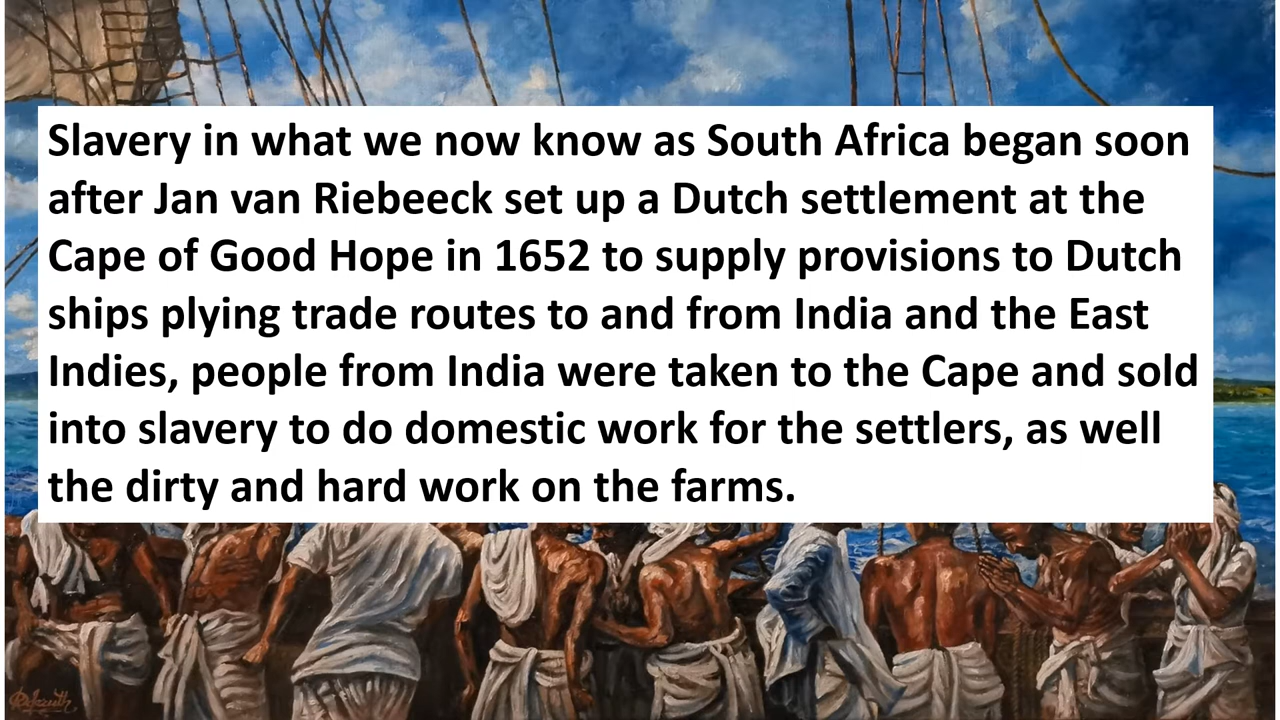 Slavery in what we now know as South Africa began soon
after Jan van Riebeeck set up a Dutch settlement at the
Cape of Good Hope in 1652 to supply provisions to Dutch
ships plying trade routes to and from India and the East
Indies, people from India were taken to the Cape and sold
into slavery to do domestic work for the settlers, as well
the dirty and hard work on the farms.